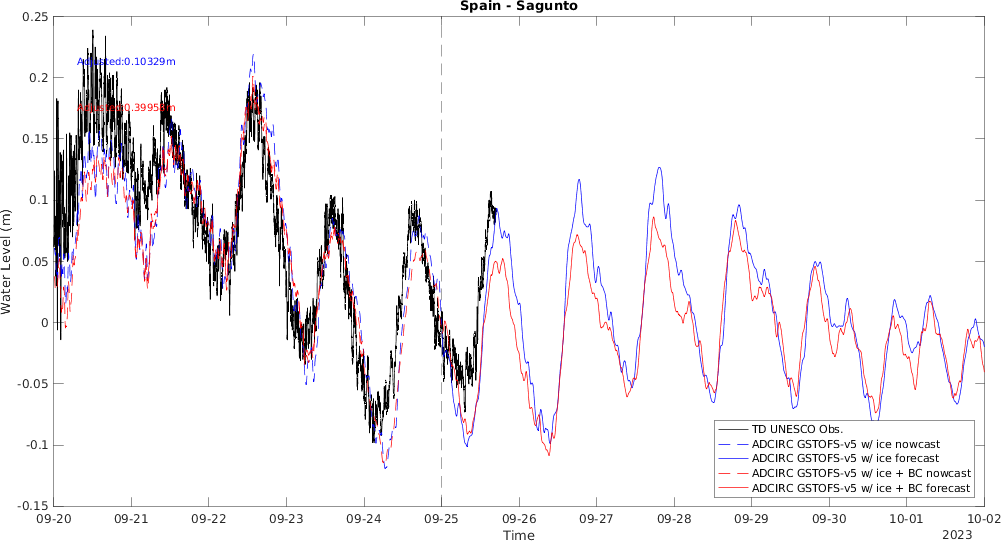 Spain - Sagunto
0.25
0.2
0.15
0.1
0.05
0
-0.05
-0.1
-0.15
Water Level (m)
Adjusted:0.10329m
09-20
09-21
09-22
09-23
09-24
09-25
09-26
09-27
09-28
09-29
09-30
10-01
10-02
Time
2023
TD UNESCO Obs.
ADCIRC GSTOFS-v5 w/ ice nowcast
ADCIRC GSTOFS-v5 w/ ice forecast
ADCIRC GSTOFS-v5 w/ ice + BC nowcast
ADCIRC GSTOFS-v5 w/ ice + BC forecast